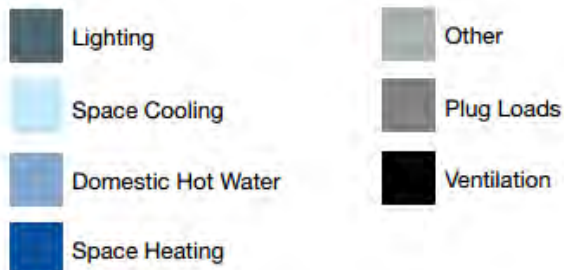 Lighting
Space Cooling
Domestic Hot Water
Space Heating
Other
Plug Loads
Ventilation